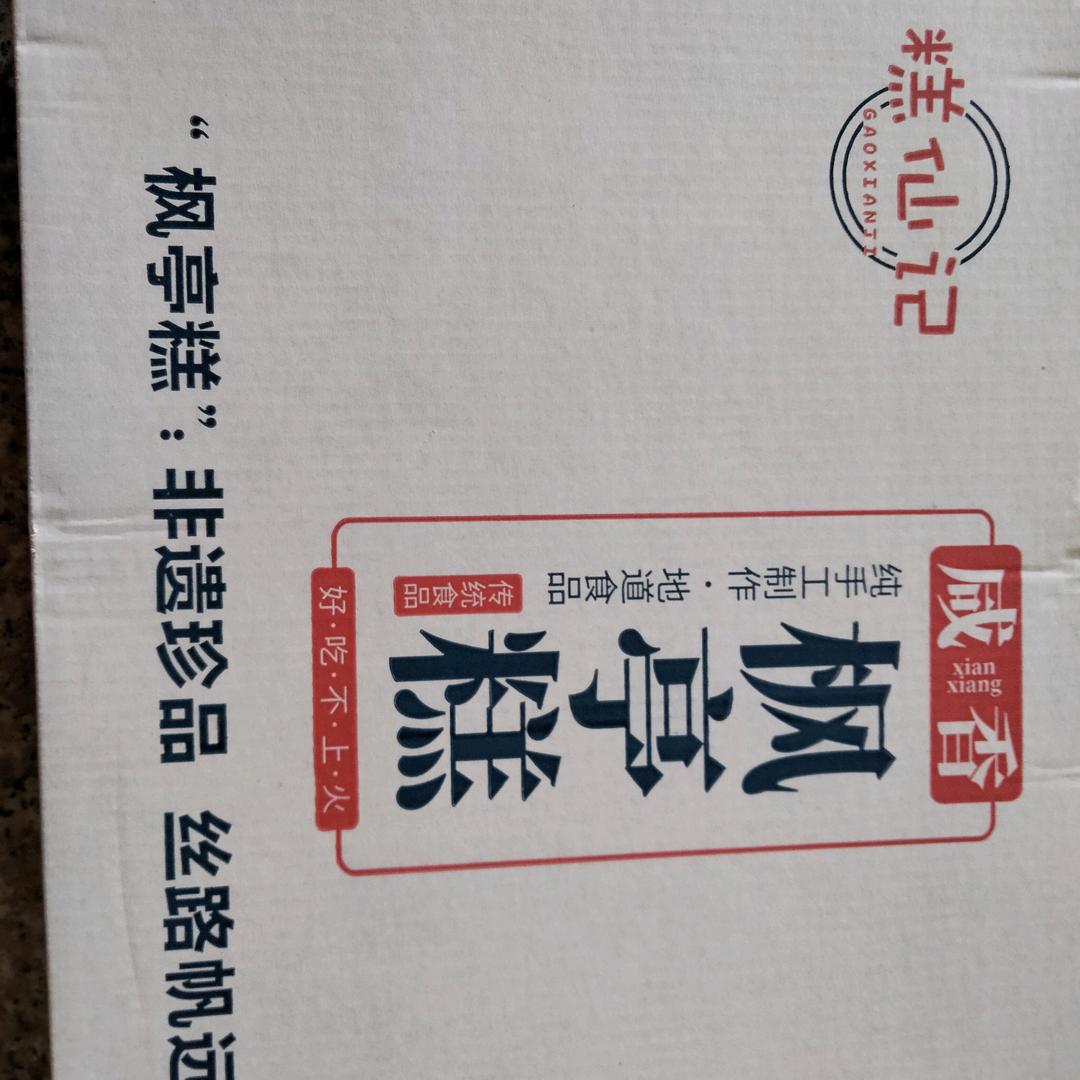 糕仙记
GAOXIANJI
咸香
xian
xiang
枫亭糕
纯手工制作·地道食品
传统食品
好·吃·不·上·火
“枫亭糕”:非遗珍品 丝路帆远